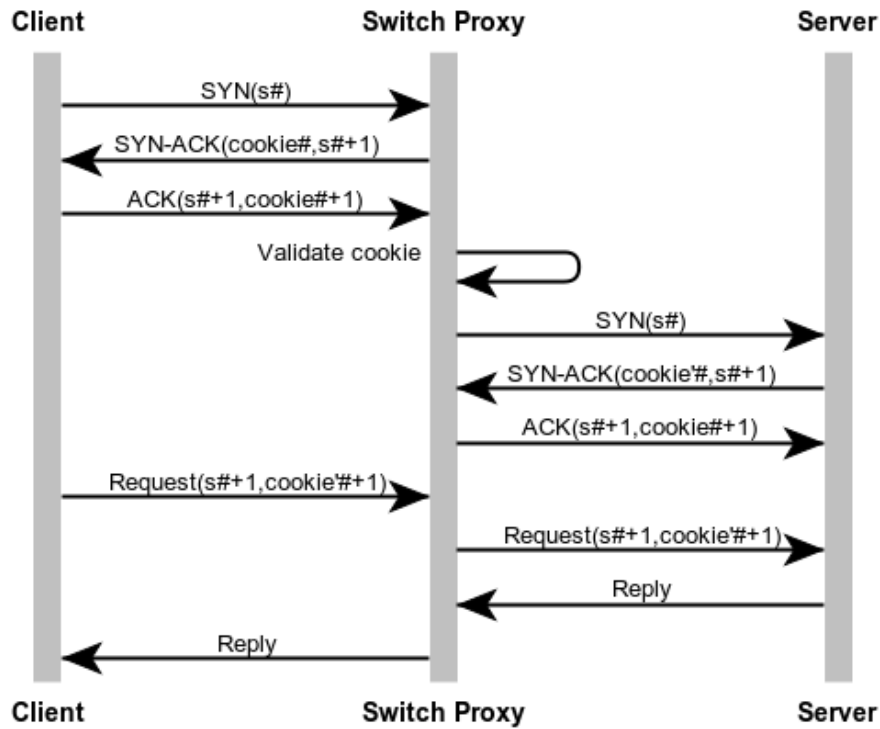 Client Switch Proxy Server
SYN(s#)
SYN-ACK(cookie#,s#+1)
ACK(s#+1,cookie#+1)
Validate cookie
SYN(s#)
SYN-ACK(cookie'#,s#+1)
ACK(s#+1,cookie#+1)
Request(s#+1,cookie'#+1)
Request(s#+1,cookie'#+1)
Reply
Reply
Client Switch Proxy Server